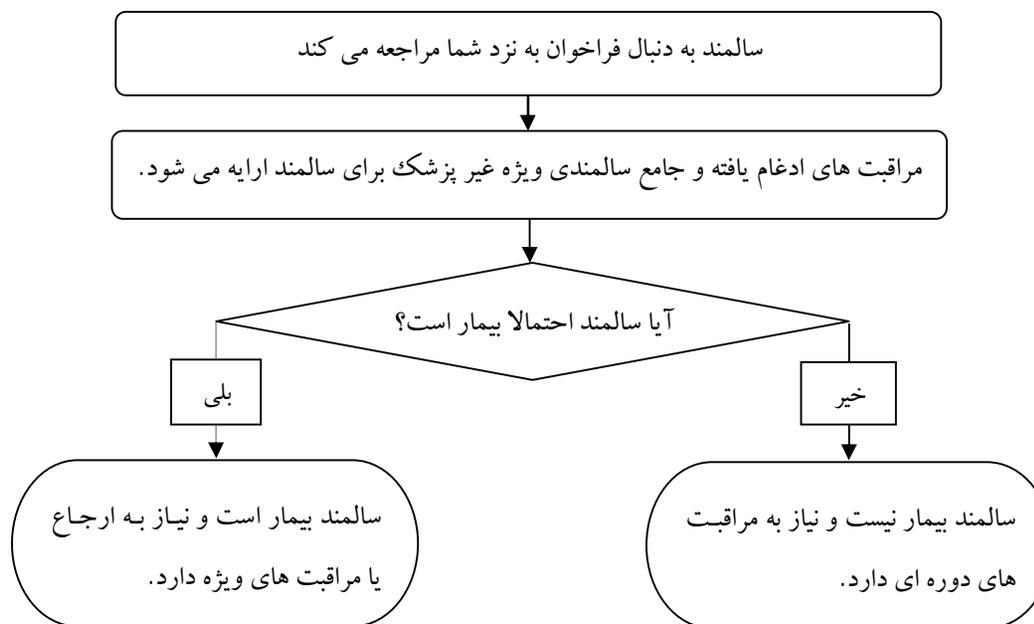 سالمند به دنبال فراخوان به نزد شما مراجعه می کند
مراقبت های ادغام یافته و جامع سالمندی ویژه غیر پزشک برای سالمند ارایه می شود.
آیا سالمند احتمالا بیمار است؟
خیر
بلی
سالمند بیمار نیست و نیاز به مراقبت
های دوره ای دارد.
سالمند بیمار است و نیاز به ارجاع
یا مراقبت های ویژه دارد.